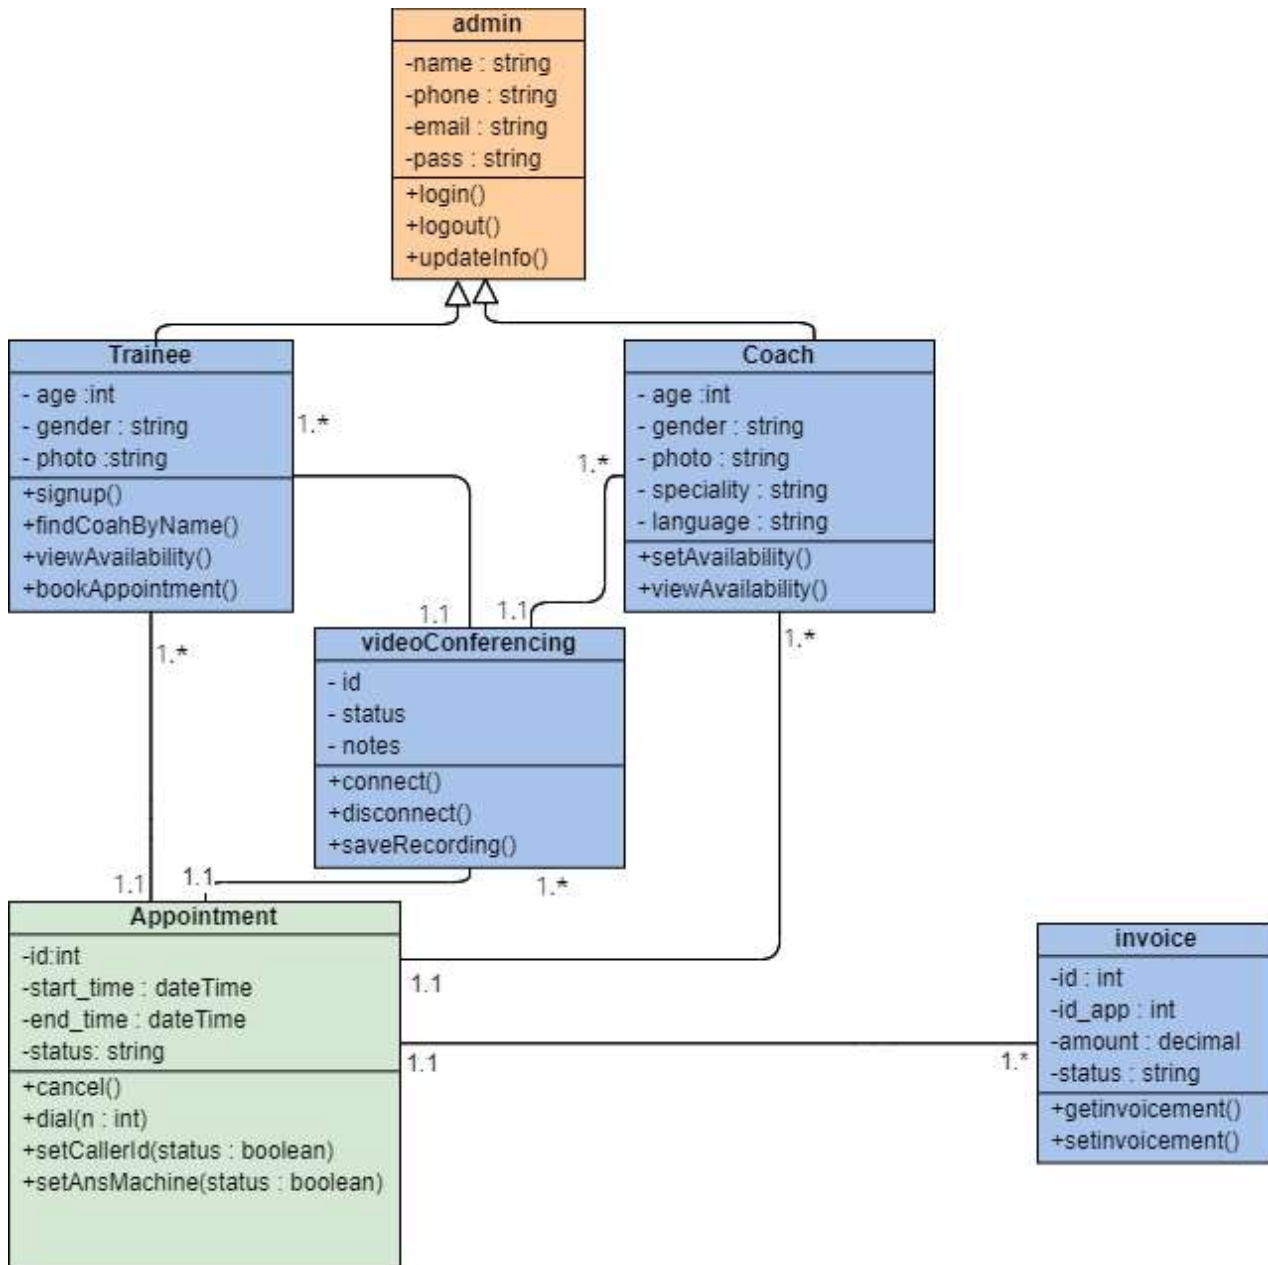 admin
-name : string
-phone : string
-email : string
-pass : string
+login()
+logout()
+updateInfo()
Trainee
- age :int
- gender : string
- photo :string
+signup()
+findCoahByName()
+viewAvailability()
+bookAppointment()
1.*
Coach
- age :int
- gender : string
- photo : string
- speciality : string
- language : string
+setAvailability()
+viewAvailability()
1.*
1.1
1.1
videoConferencing
- id
- status
- notes
+connect()
+disconnect()
+saveRecording()
1.*
1.*
1.1
1.1
1.*
Appointment
-id:int
-start_time : dateTime
-end_time : dateTime
-status: string
+cancel()
+dial(n : int)
+setCallerId(status : boolean)
+setAnsMachine(status : boolean)
1.1
1.1
1.*
invoice
-id : int
-id_app : int
-amount : decimal
-status : string
+getinvoicement()
+setinvoicement()